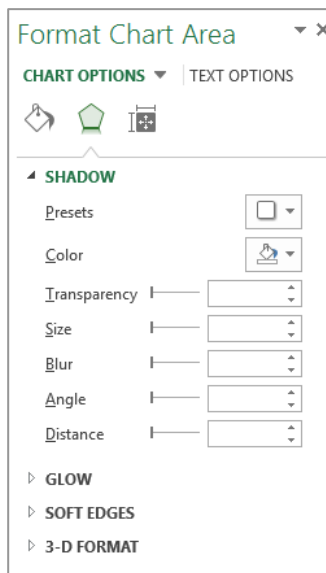 Format Chart Area
CHART OPTIONS TEXT OPTIONS
SHADOW
Presets
Color
Transparency
Size
Blur
Angle
Distance
GLOW
SOFT EDGES
3-D FORMAT